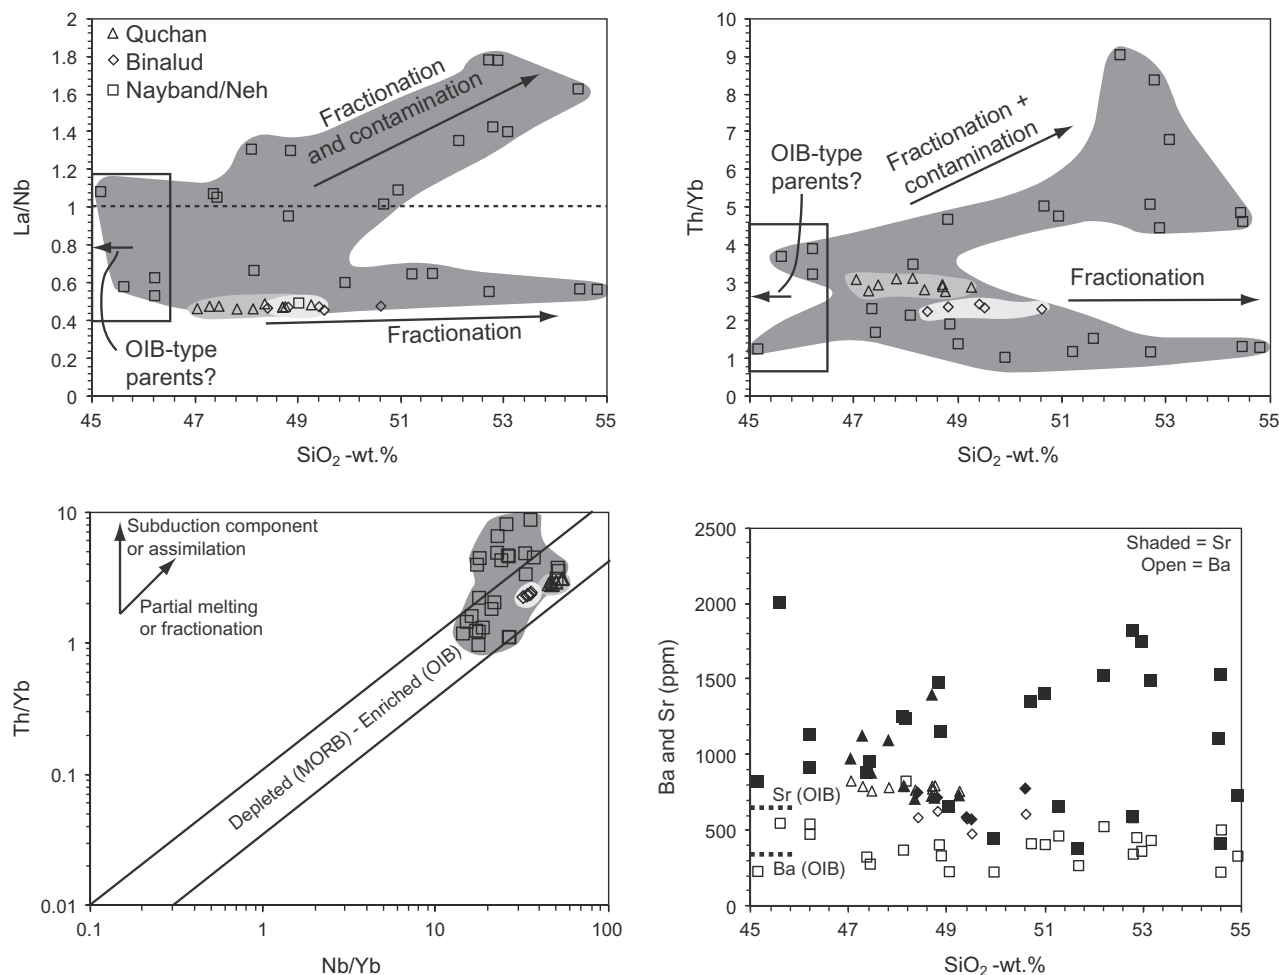 2
1.8
1.6
1.4
1.2
1
0.8
0.6
0.4
0.2
0
La/Nb
Quchan
Binalud
Nayband/Neh
Fractionation
and contamination
OIB-type
parents?
Fractionation
45
47
49
51
53
55
SiO2 -wt.%
10
9
8
7
6
5
4
3
2
1
0
Th/Yb
Fractionation +
contamination
OIB-type
parents?
Fractionation
45
47
49
51
53
55
SiO2 -wt.%
10
1
0.1
0.01
Th/Yb
Subduction component
or assimilation
Partial melting
or fractionation
Depleted (MORB) - Enriched (OIB)
0.1
1
10
100
Nb/Yb
2500
2000
1500
1000
500
0
Ba and Sr (ppm)
Shaded = Sr
Open = Ba
Sr (OIB)
Ba (OIB)
45
47
49
51
53
55
SiO2 -wt.%